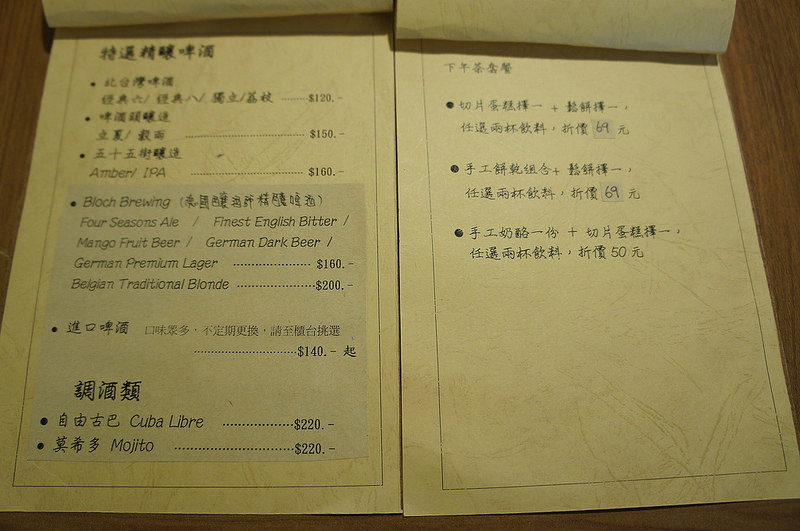 特選精釀啤酒
● 北台灣啤酒
經典六/ 經典八/ 獨立/荔枝 ········$120.-
● 啤酒頭釀造
立夏/ 穀雨 ········$150.-
● 五十五街釀造
Amber/ IPA ········$160.-
● Bloch Brewing (英國釀酒師精釀啤酒)
Four Seasons Ale / Finest English Bitter /
Mango Fruit Beer / German Dark Beer /
German Premium Lager ········$160.-
Belgian Traditional Blonde ········$200.-
● 進口啤酒 口味眾多，不定期更換，請至櫃台挑選
········$140.- 起
調酒類
● 自由古巴 Cuba Libre ········$220.-
● 莫希多 Mojito ········$220.-
下午茶套餐
● 切片蛋糕擇一 + 鬆餅擇一，
任選兩杯飲料，折價 69 元
● 手工餅乾組合+ 鬆餅擇一，
任選兩杯飲料，折價 69 元
● 手工奶酪一份 + 切片蛋糕擇一，
任選兩杯飲料，折價 50 元